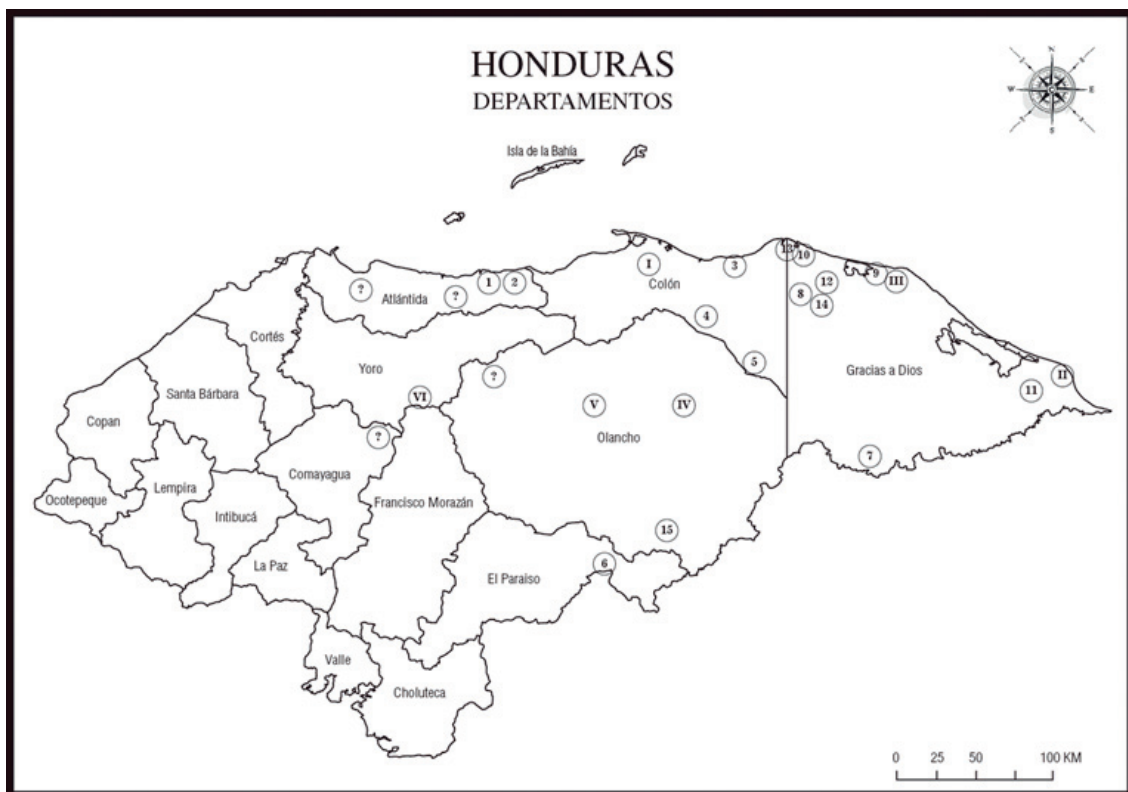 HONDURAS
DEPARTAMENTOS
N
W
E
S
Isla de la Bahía
I
3
13
10
Colón
12
9
III
?
Atlántida
?
1
2
8
14
4
Cortés
Yoro
5
Gracias a Dios
?
II
Santa Bárbara
VI
V
IV
11
Copan
?
Olancho
Comayagua
7
Ocotepeque
Lempira
Intibucá
Francisco Morazán
15
La Paz
El Paraiso
6
Valle
Choluteca
0 25 50 100 KM